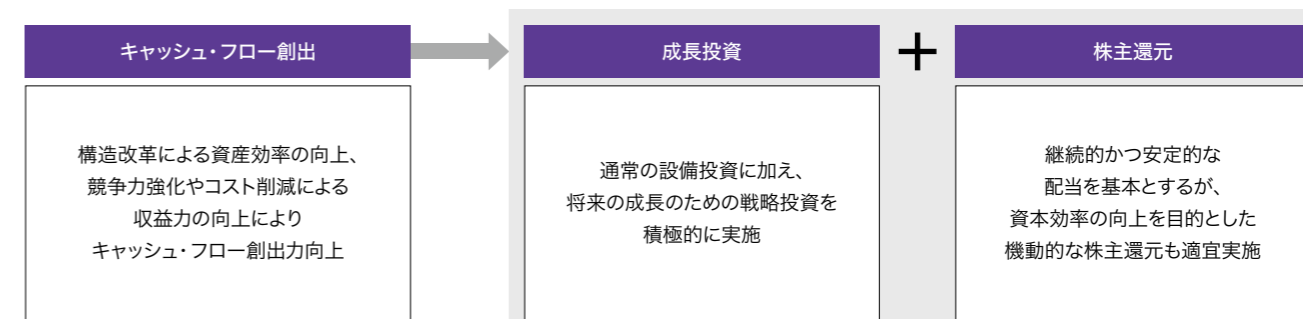 キャッシュ・フロー創出
構造改革による資産効率の向上、
競争力強化やコスト削減による
収益力の向上により
キャッシュ・フロー創出力向上
成長投資
通常の設備投資に加え、
将来の成長のための戦略投資を
積極的に実施
+
株主還元
継続的かつ安定的な
配当を基本とするが、
資本効率の向上を目的とした
機動的な株主還元も適宜実施